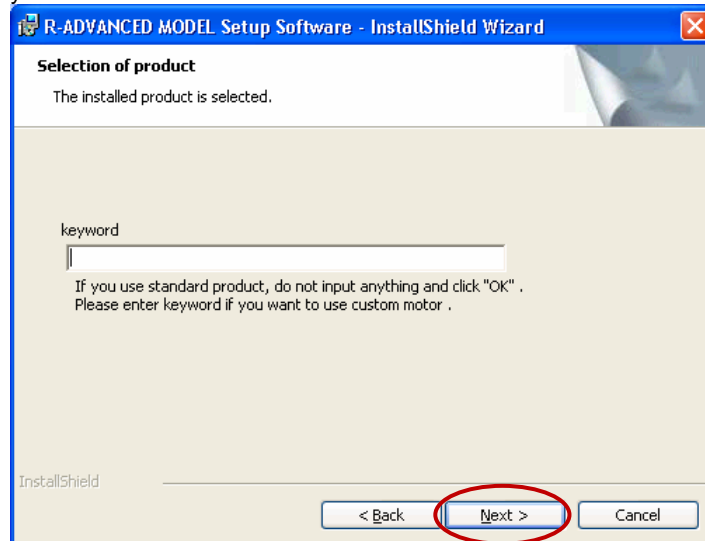 R-ADVANCED MODEL Setup Software - InstallShield Wizard
Selection of product
The installed product is selected.
keyword
If you use standard product, do not input anything and click "OK" .
Please enter keyword if you want to use custom motor .
InstallShield
< Back Next > Cancel